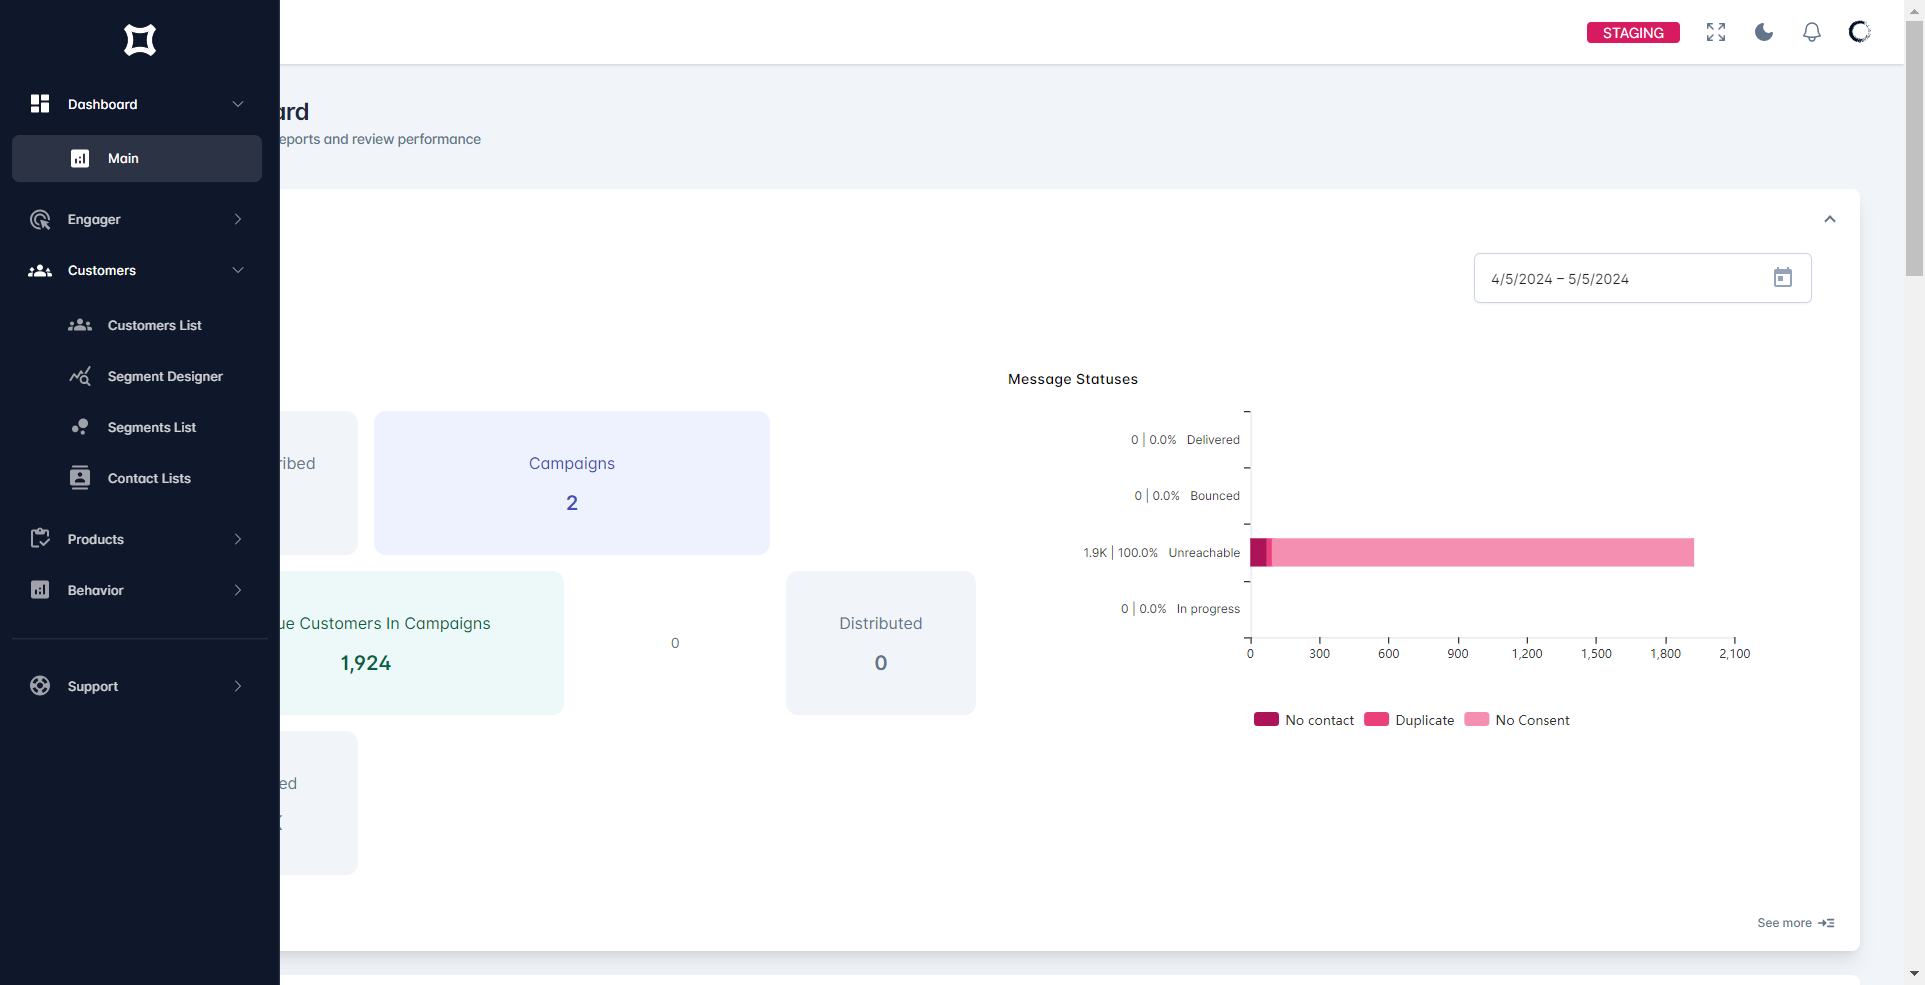 STAGING
Dashboard
Main
Engager
Customers
Customers List
Segment Designer
Segments List
Contact Lists
Products
Behavior
Support
ard
eports and review performance
4/5/2024 – 5/5/2024
Message Statuses
ribed
Campaigns
2
ue Customers In Campaigns
1,924
0
Distributed
0
ed
0 | 0.0% Delivered
0 | 0.0% Bounced
1.9K | 100.0% Unreachable
0 | 0.0% In progress
0 300 600 900 1,200 1,500 1,800 2,100
No contact Duplicate No Consent
See more